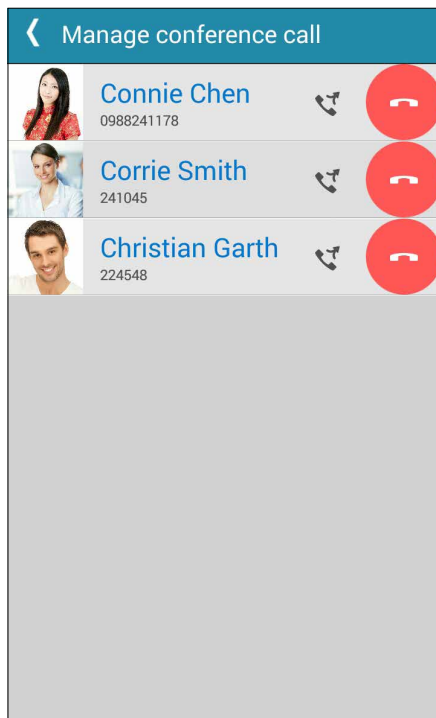 Manage conference call
Connie Chen
0988241178
Corrie Smith
241045
Christian Garth
224548